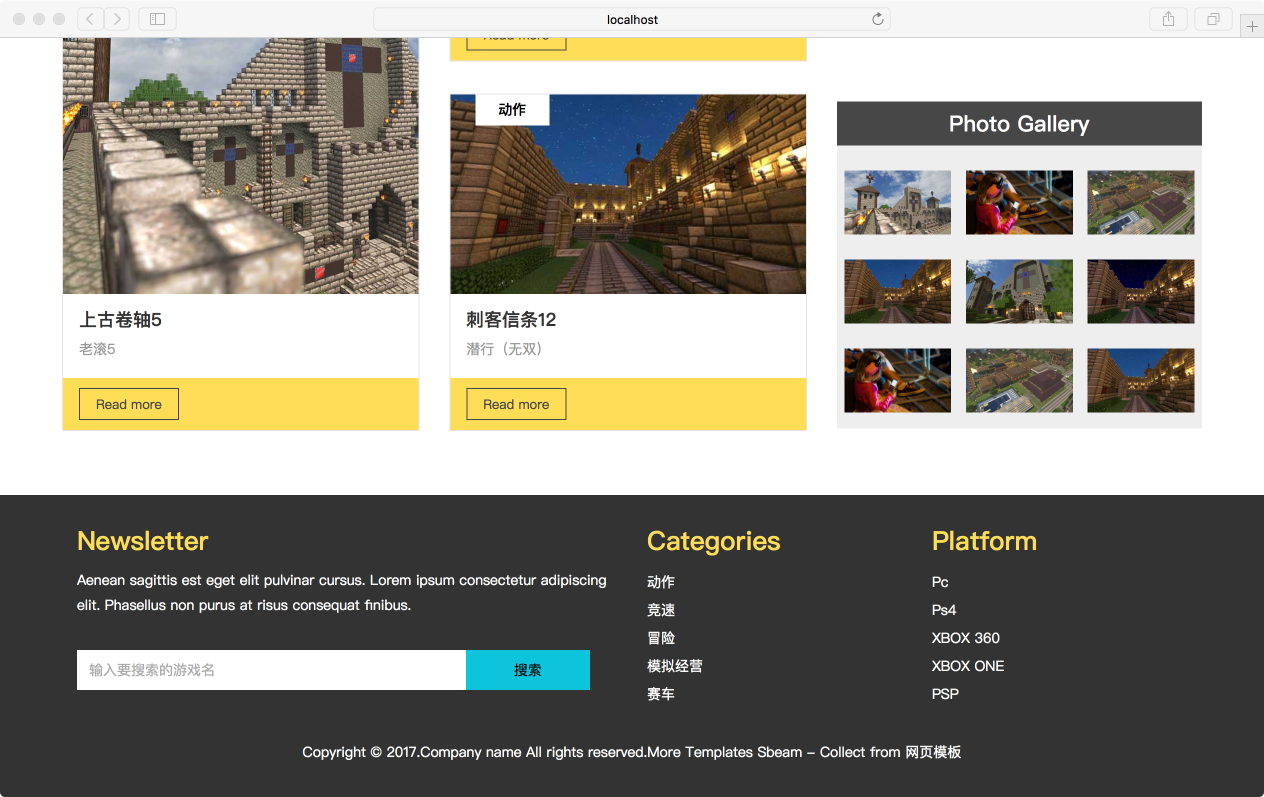 localhost
Read more
动作
Photo Gallery
上古卷轴5
老滚5
Read more
刺客信条12
潜行（无双）
Read more
Newsletter
Aenean sagittis est eget elit pulvinar cursus. Lorem ipsum consectetur adipiscing
elit. Phasellus non purus at risus consequat finibus.
输入要搜索的游戏名
搜索
Categories
动作
竞速
冒险
模拟经营
赛车
Platform
Pc
Ps4
XBOX 360
XBOX ONE
PSP
Copyright © 2017.Company name All rights reserved.More Templates Sbeam - Collect from 网页模板